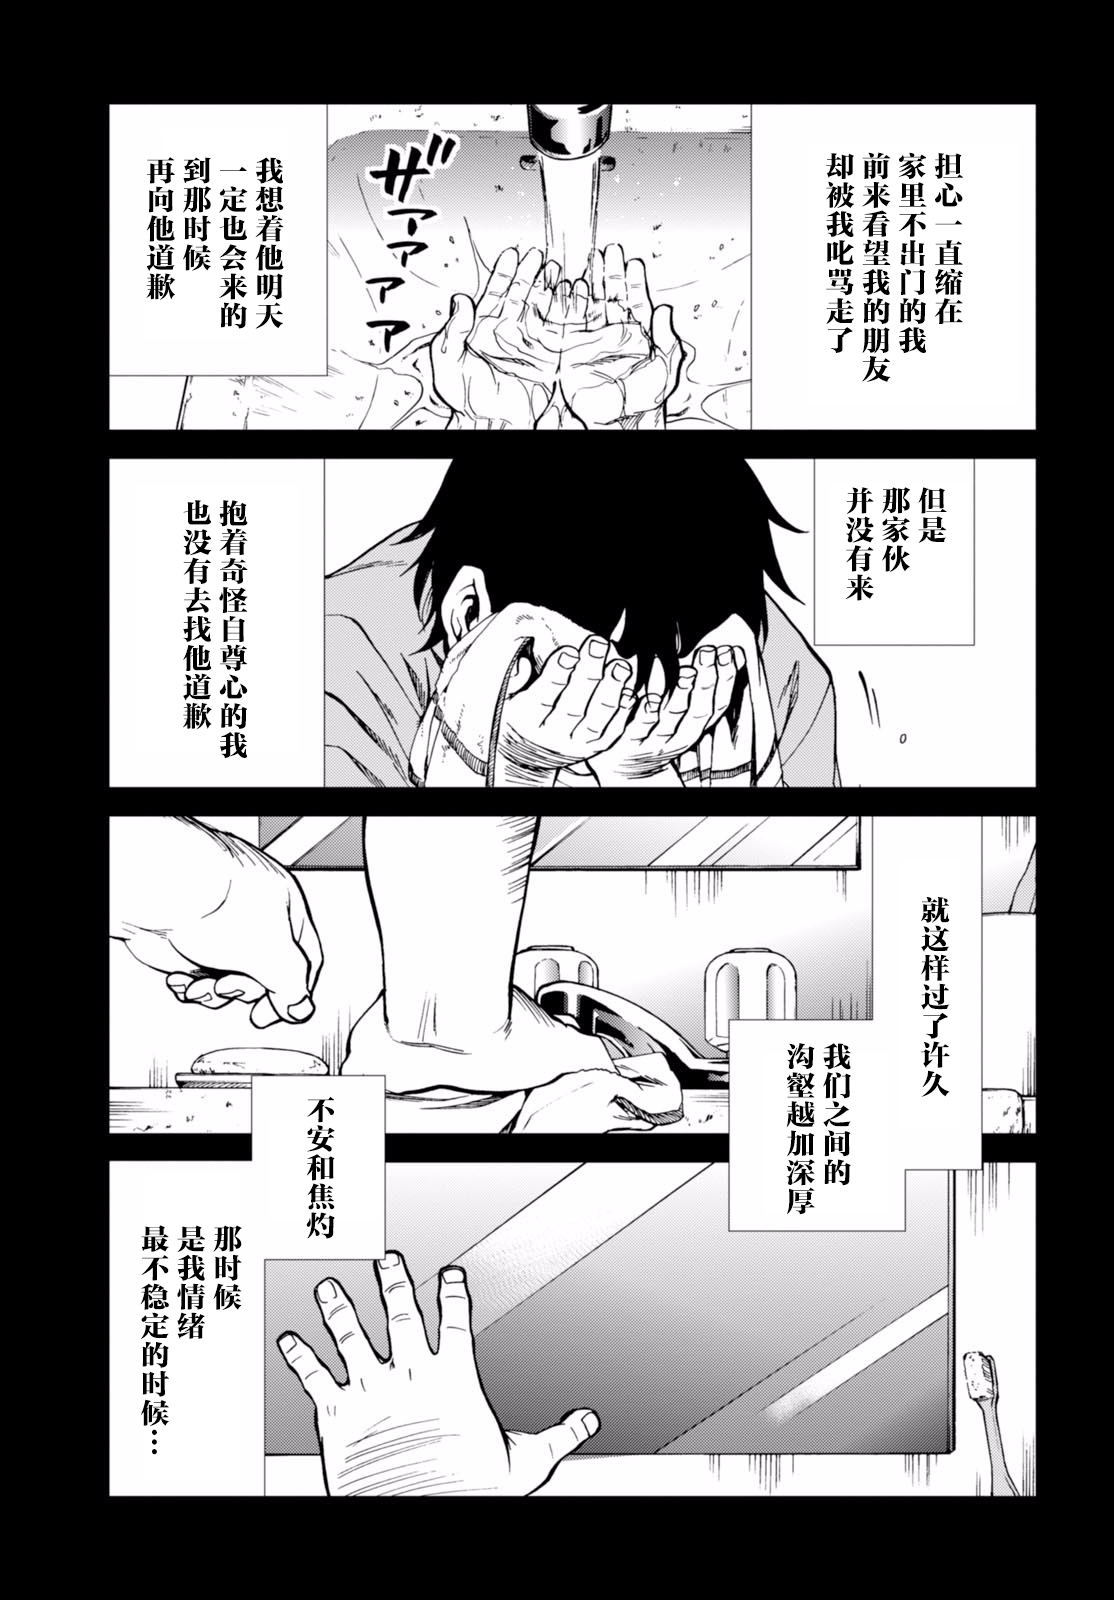 担心一直缩在
家里不出门的我
前来看望我的朋友
却被我叱骂走了
ザァァァァ
我想着他明天
一定也会来的
到那时候
再向他道歉
但是
那家伙
并没有来
抱着奇怪自尊心的我
也没有去找他道歉
就这样过了许久
我们之间的
沟壑越加深厚
不安和焦灼
那时候
是我情绪
最不稳定的时候…